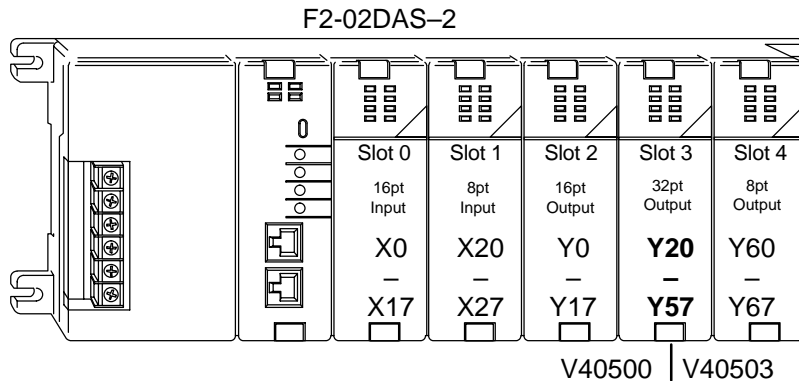 F2-02DAS–2
Slot 0
16pt
Input
X0
–
X17
Slot 1
8pt
Input
X20
–
X27
Slot 2
16pt
Output
Y0
–
Y17
Slot 3
32pt
Output
Y20
–
Y57
Slot 4
8pt
Output
Y60
–
Y67
V40500
V40503